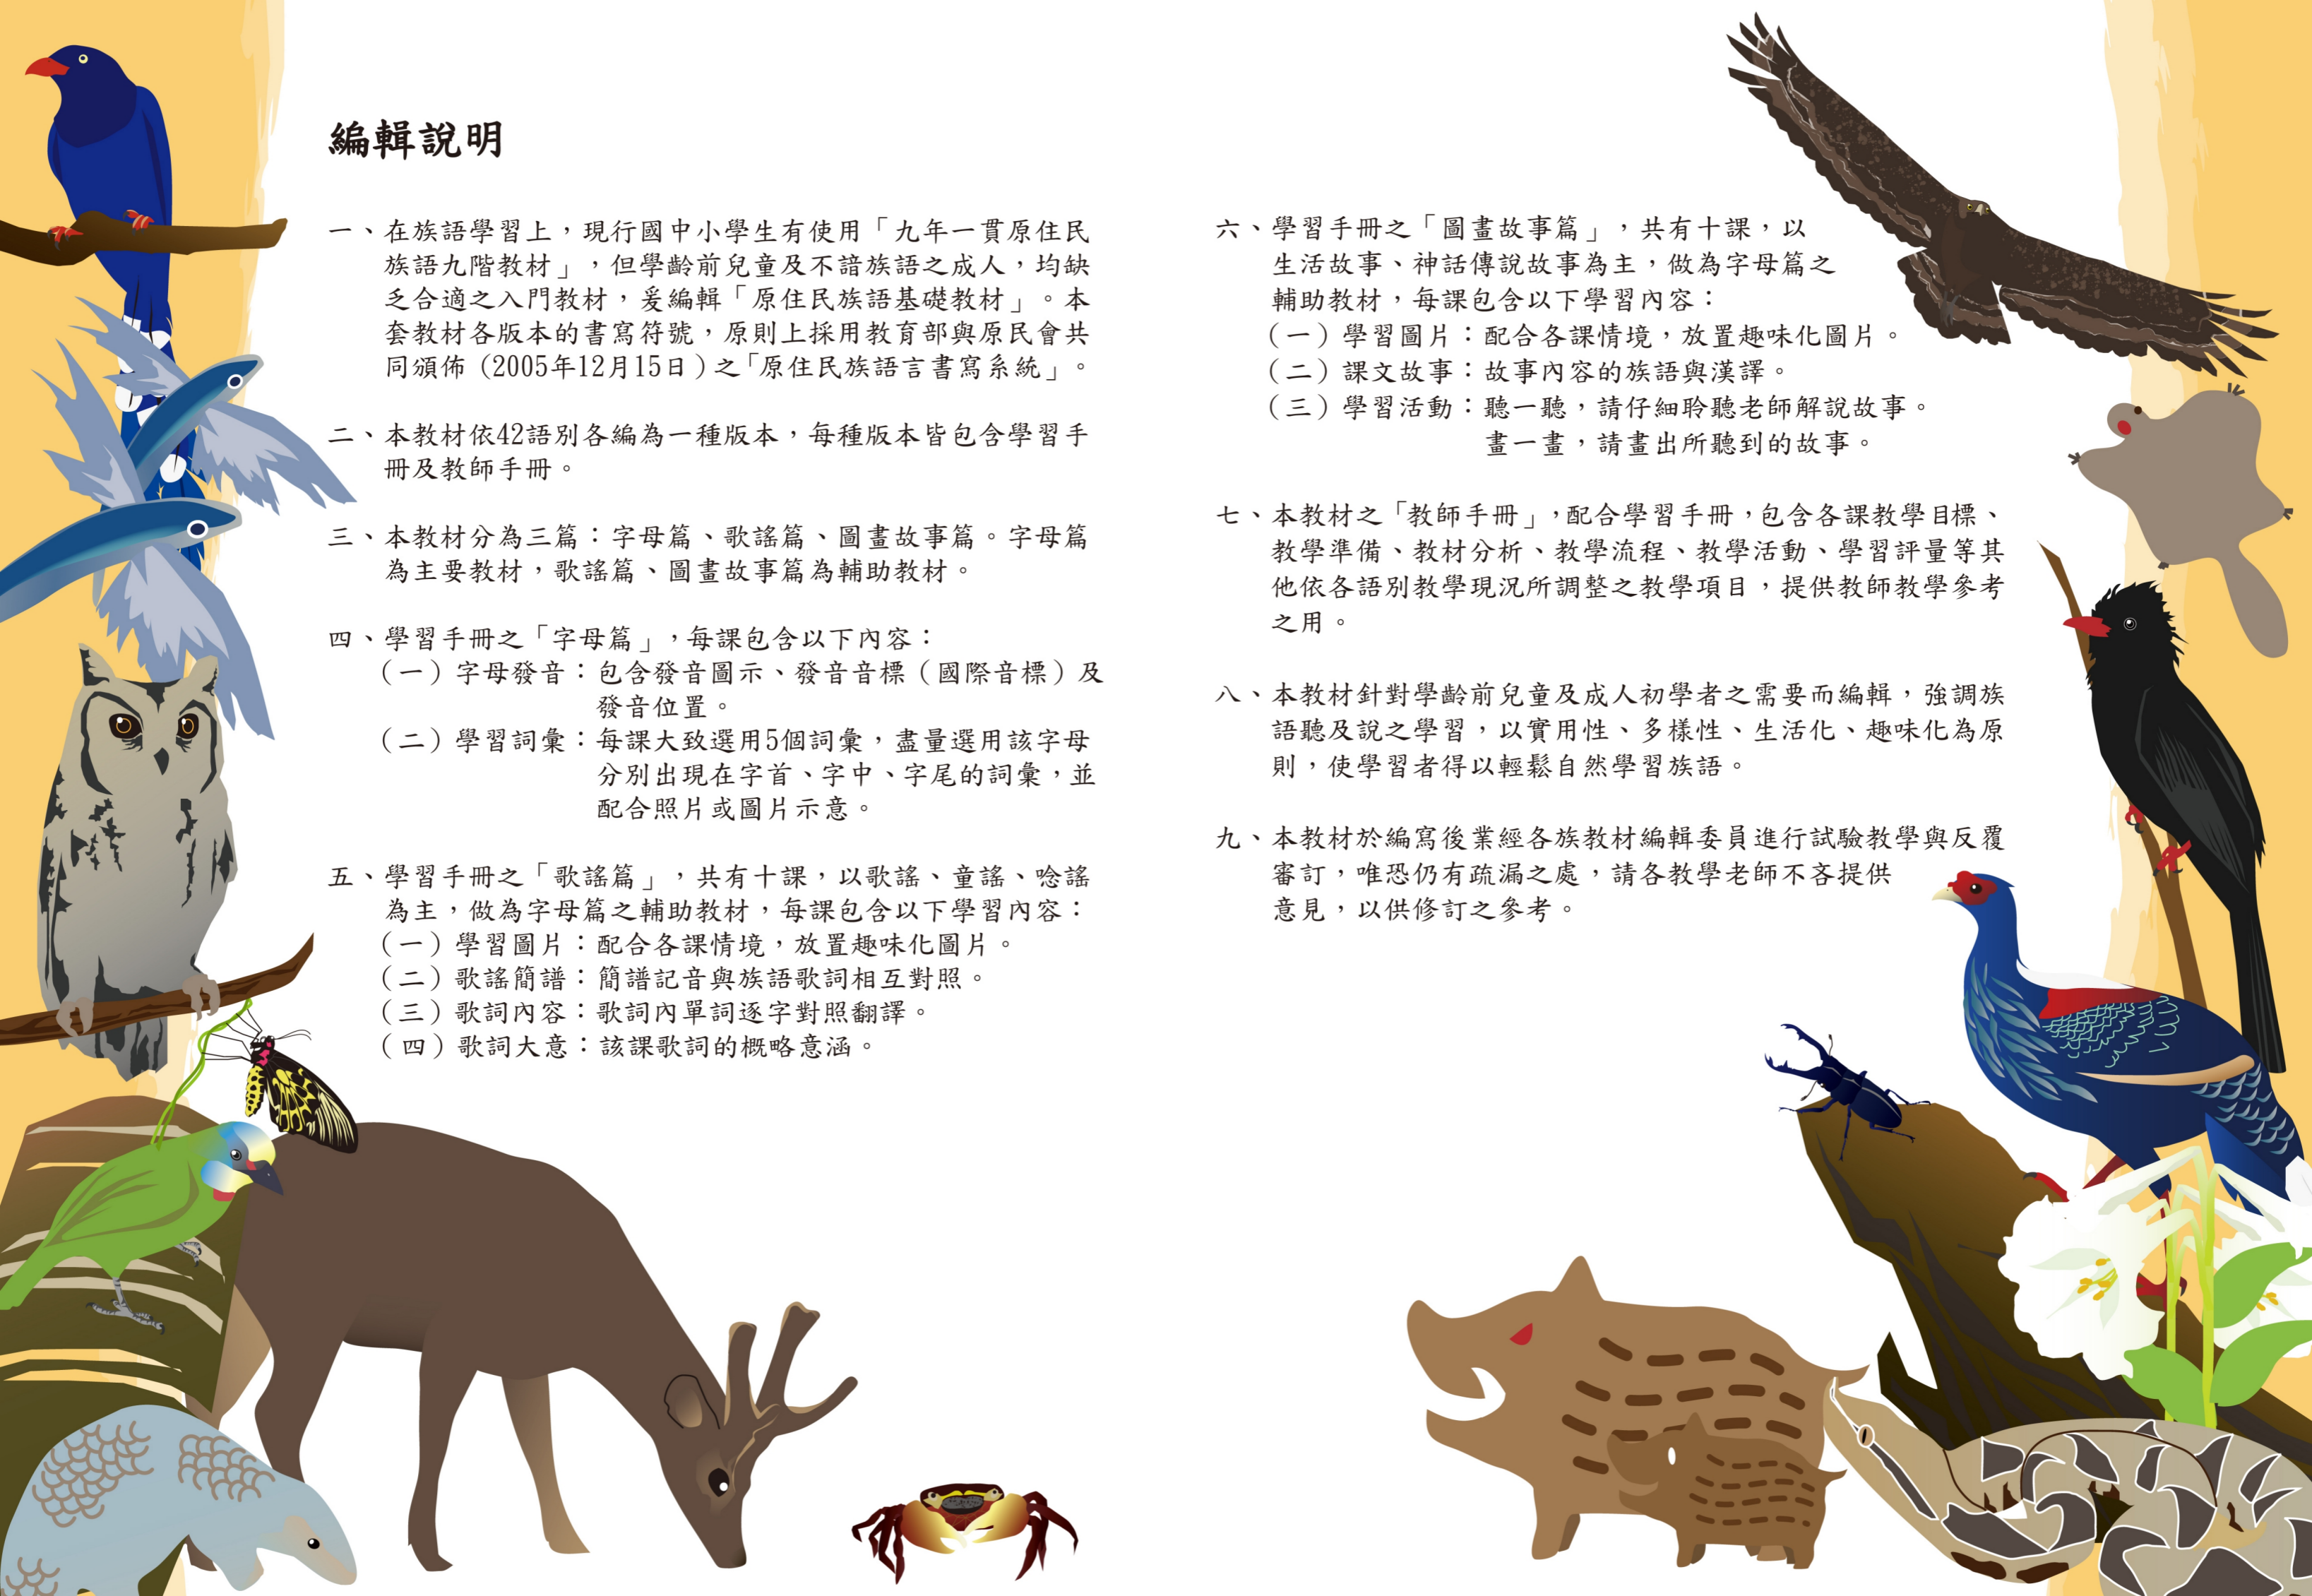 編輯說明
一、在族語學習上，現行國中小學生有使用「九年一貫原住民
族語九階教材」，但學齡前兒童及不諳族語之成人，均缺
乏合適之入門教材，爰編輯「原住民族語基礎教材」。本
套教材各版本的書寫符號，原則上採用教育部與原民會共
同頒佈（2005年12月15日）之「原住民族語言書寫系統」。
二、本教材依42語別各編為一種版本，每種版本皆包含學習手
冊及教師手冊。
三、本教材分為三篇：字母篇、歌謠篇、圖畫故事篇。字母篇
為主要教材，歌謠篇、圖畫故事篇為輔助教材。
四、學習手冊之「字母篇」，每課包含以下內容：
（一）字母發音：包含發音圖示、發音音標（國際音標）及
發音位置。
（二）學習詞彙：每課大致選用5個詞彙，盡量選用該字母
分別出現在字首、字中、字尾的詞彙，並
配合照片或圖片示意。
五、學習手冊之「歌謠篇」，共有十課，以歌謠、童謠、唸謠
為主，做為字母篇之輔助教材，每課包含以下學習內容：
（一）學習圖片：配合各課情境，放置趣味化圖片。
（二）歌謠簡譜：簡譜記音與族語歌詞相互對照。
（三）歌詞內容：歌詞內單詞逐字對照翻譯。
（四）歌詞大意：該課歌詞的概略意涵。
六、學習手冊之「圖畫故事篇」，共有十課，以
生活故事、神話傳說故事為主，做為字母篇之
輔助教材，每課包含以下學習內容：
（一）學習圖片：配合各課情境，放置趣味化圖片。
（二）課文故事：故事內容的族語與漢譯。
（三）學習活動：聽一聽，請仔細聆聽老師解說故事。
畫一畫，請畫出所聽到的故事。
七、本教材之「教師手冊」，配合學習手冊，包含各課教學目標、
教學準備、教材分析、教學流程、教學活動、學習評量等其
他依各語別教學現況所調整之教學項目，提供教師教學參考
之用。
八、本教材針對學齡前兒童及成人初學者之需要而編輯，強調族
語聽及說之學習，以實用性、多樣性、生活化、趣味化為原
則，使學習者得以輕鬆自然學習族語。
九、本教材於編寫後業經各族教材編輯委員進行試驗教學與反覆
審訂，唯恐仍有疏漏之處，請各教學老師不吝提供
意見，以供修訂之參考。